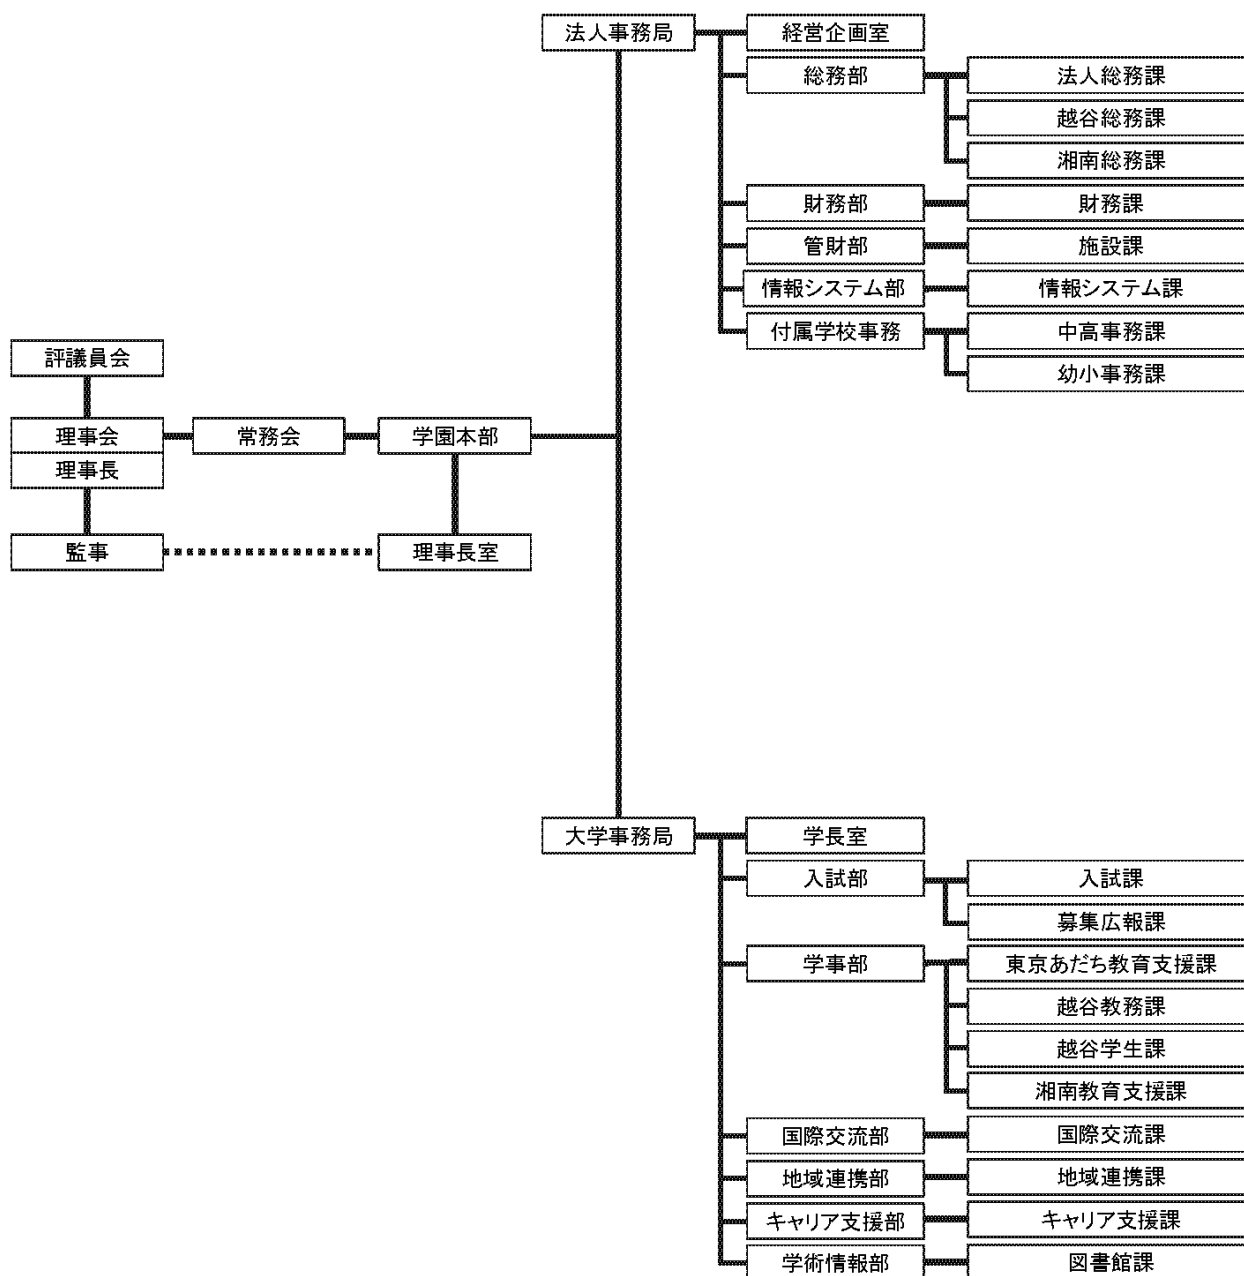 法人事務局
経営企画室
総務部
法人総務課
越谷総務課
湘南総務課
財務部
財務課
管財部
施設課
情報システム部
情報システム課
付属学校事務
中高事務課
幼小事務課
評議員会
理事会
常務会
学園本部
理事長
監事
理事長室
大学事務局
学長室
入試部
入試課
募集広報課
学事部
東京あだち教育支援課
越谷教務課
越谷学生課
湘南教育支援課
国際交流部
国際交流課
地域連携部
地域連携課
キャリア支援部
キャリア支援課
学術情報部
図書館課